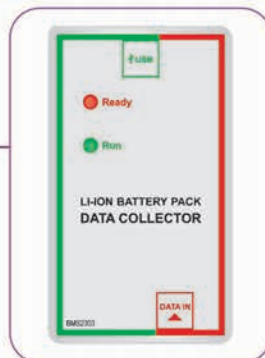 USB
Ready
Run
LI-ION BATTERY PACK
DATA COLLECTOR
DATA IN
BMS2303